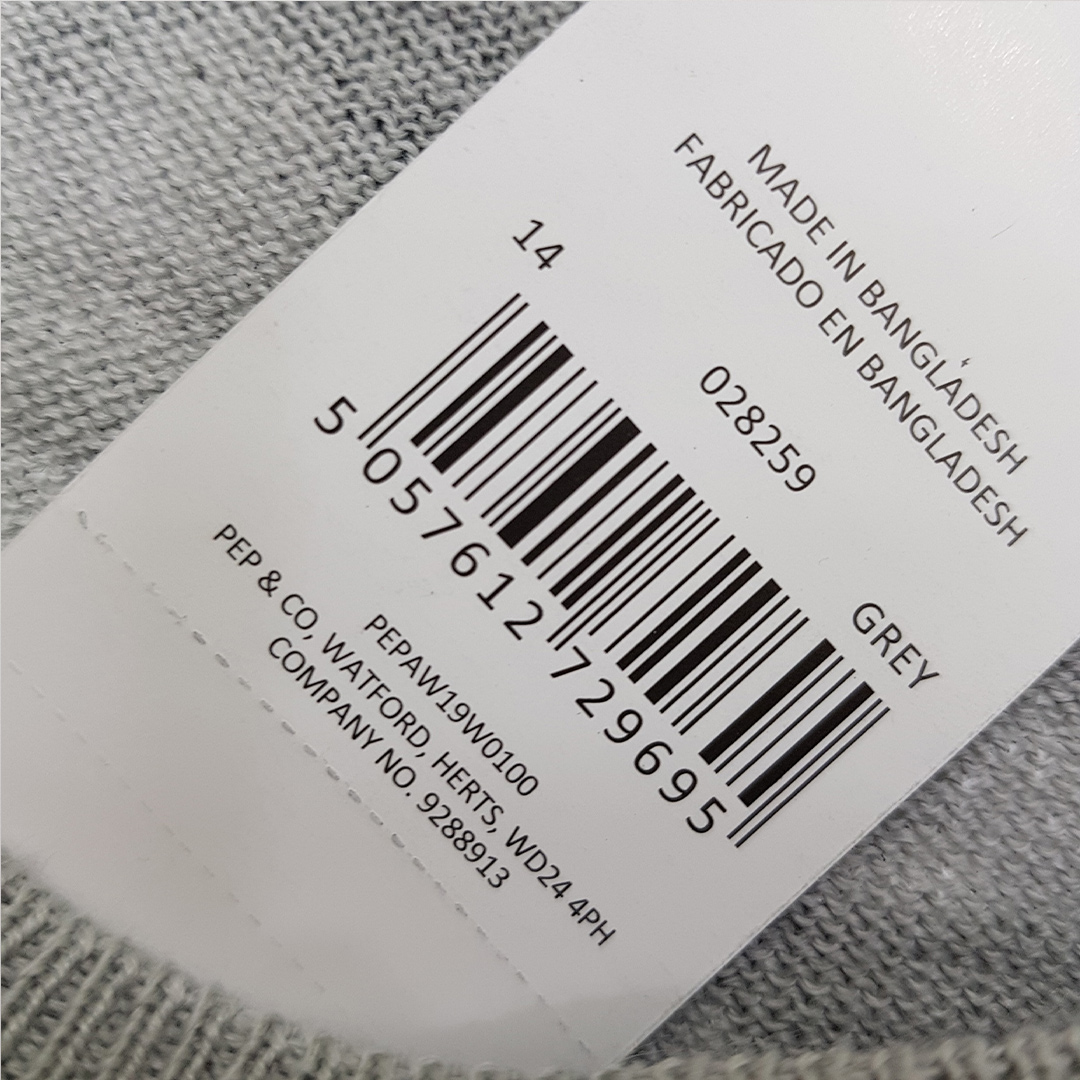 MADE IN BANGLADESH
FABRICADO EN BANGLADESH
14
028259
GREY
5 057612 729695
PEPAW19W0100
PEP & CO, WATFORD, HERTS, WD24 4PH
COMPANY NO. 9288913